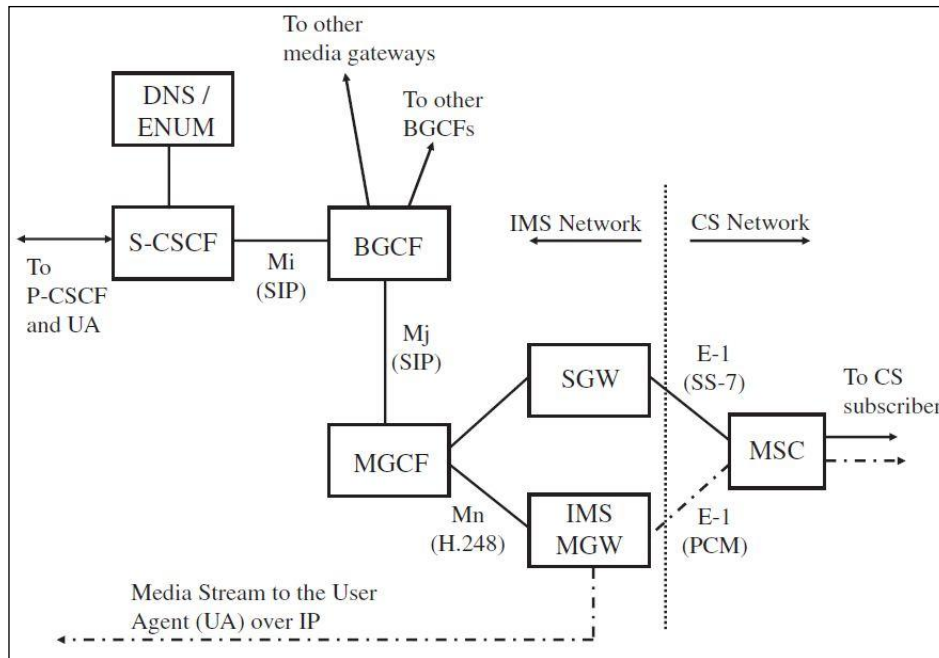 To other
media gateways
DNS /
ENUM
To other
BGCFs
S-CSCF
BGCF
IMS Network
CS Network
To
P-CSCF
and UA
Mi
(SIP)
Mj
(SIP)
SGW
E-1
(SS-7)
To CS
subscriber
MGCF
MSC
Mn
(H.248)
IMS
MGW
E-1
(PCM)
Media Stream to the User
Agent (UA) over IP